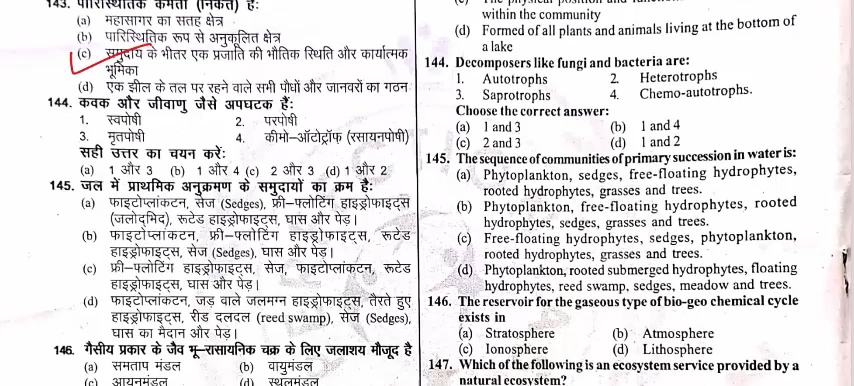 143. पारिस्थितिक कर्मता (निकेत) हैः
(a) महासागर का सतह क्षेत्र
(b) पारिस्थितिक रूप से अनुकूलित क्षेत्र
(c) समुदाय के भीतर एक प्रजाति की भौतिक स्थिति और कार्यात्मक
भूमिका
(d) एक झील के तल पर रहने वाले सभी पौधों और जानवरों का गठन
144. कवक और जीवाणु जैसे अपघटक हैंः
1. स्वपोषी 2. परपोषी
3. मृतपोषी 4. कीमो–ऑटोट्रॉफ (रसायनपोषी)
सही उत्तर का चयन करेंः
(a) 1 और 3 (b) 1 और 4 (c) 2 और 3 (d) 1 और 2
145. जल में प्राथमिक अनुक्रमण के समुदायों का क्रम हैः
(a) फाइटोप्लांकटन, सेज (Sedges), फ्री–फ्लोटिंग हाइड्रोफाइट्स
(जलोद्भिद), रूटेड हाइड्रोफाइट्स, घास और पेड़।
(b) फाइटोप्लांकटन, फ्री–फ्लोटिंग हाइड्रोफाइट्स, रूटेड
हाइड्रोफाइट्स, सेज (Sedges), घास और पेड़।
(c) फ्री–फ्लोटिंग हाइड्रोफाइट्स, सेज, फाइटोप्लांकटन, रूटेड
हाइड्रोफाइट्स, घास और पेड़।
(d) फाइटोप्लांकटन, जड़ वाले जलमग्न हाइड्रोफाइट्स, तैरते हुए
हाइड्रोफाइट्स, रीड दलदल (reed swamp), सेज (Sedges),
घास का मैदान और पेड़।
146. गैसीय प्रकार के जैव भू–रासायनिक चक्र के लिए जलाशय मौजूद है
(a) समताप मंडल (b) वायुमंडल
(c) आयनमंडल (d) स्थलमंडल
within the community
(d) Formed of all plants and animals living at the bottom of
a lake
144. Decomposers like fungi and bacteria are:
1. Autotrophs 2. Heterotrophs
3. Saprotrophs 4. Chemo-autotrophs.
Choose the correct answer:
(a) 1 and 3 (b) 1 and 4
(c) 2 and 3 (d) 1 and 2
145. The sequence of communities of primary succession in water is:
(a) Phytoplankton, sedges, free-floating hydrophytes,
rooted hydrophytes, grasses and trees.
(b) Phytoplankton, free-floating hydrophytes, rooted
hydrophytes, sedges, grasses and trees.
(c) Free-floating hydrophytes, sedges, phytoplankton,
rooted hydrophytes, grasses and trees.
(d) Phytoplankton, rooted submerged hydrophytes, floating
hydrophytes, reed swamp, sedges, meadow and trees.
146. The reservoir for the gaseous type of bio-geo chemical cycle
exists in
(a) Stratosphere (b) Atmosphere
(c) Ionosphere (d) Lithosphere
147. Which of the following is an ecosystem service provided by a
natural ecosystem?